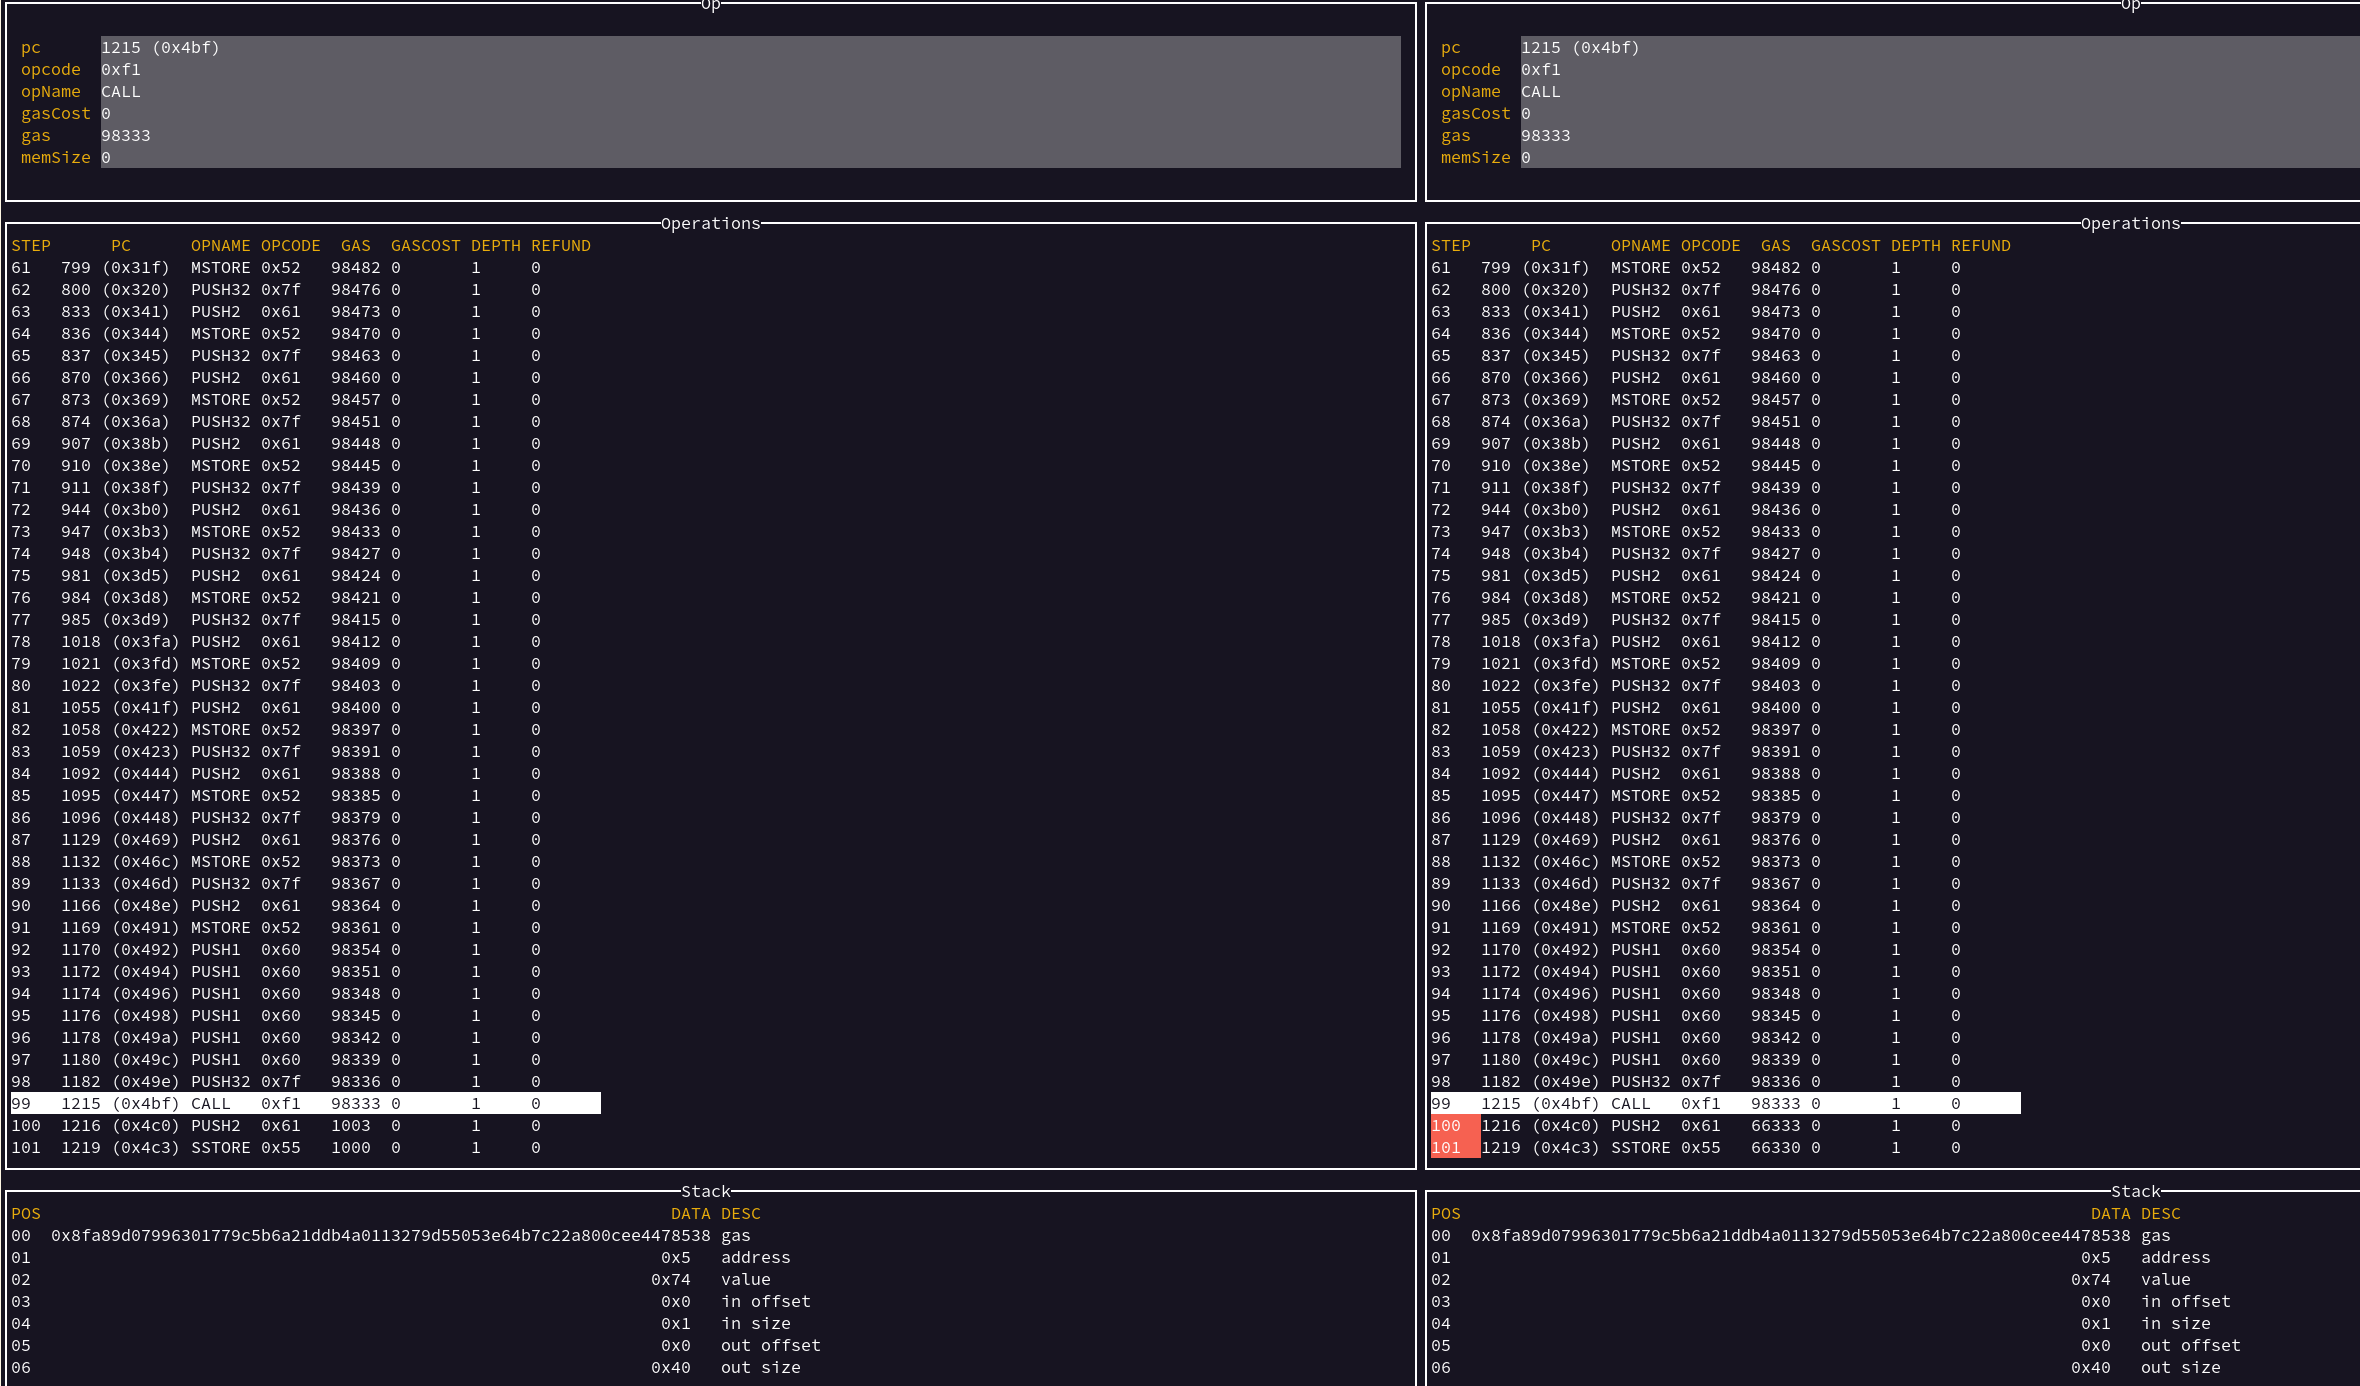 Op
pc 1215 (0x4bf)
opcode 0xf1
opName CALL
gasCost 0
gas 98333
memSize 0
Operations
STEP PC OPNAME OPCODE GAS GASCOST DEPTH REFUND
61 799 (0x31f) MSTORE 0x52 98482 0 1 0
62 800 (0x320) PUSH32 0x7f 98476 0 1 0
63 833 (0x341) PUSH2 0x61 98473 0 1 0
64 836 (0x344) MSTORE 0x52 98470 0 1 0
65 837 (0x345) PUSH32 0x7f 98463 0 1 0
66 870 (0x366) PUSH2 0x61 98460 0 1 0
67 873 (0x369) MSTORE 0x52 98457 0 1 0
68 874 (0x36a) PUSH32 0x7f 98451 0 1 0
69 907 (0x38b) PUSH2 0x61 98448 0 1 0
70 910 (0x38e) MSTORE 0x52 98445 0 1 0
71 911 (0x38f) PUSH32 0x7f 98439 0 1 0
72 944 (0x3b0) PUSH2 0x61 98436 0 1 0
73 947 (0x3b3) MSTORE 0x52 98433 0 1 0
74 948 (0x3b4) PUSH32 0x7f 98427 0 1 0
75 981 (0x3d5) PUSH2 0x61 98424 0 1 0
76 984 (0x3d8) MSTORE 0x52 98421 0 1 0
77 985 (0x3d9) PUSH32 0x7f 98415 0 1 0
78 1018 (0x3fa) PUSH2 0x61 98412 0 1 0
79 1021 (0x3fd) MSTORE 0x52 98409 0 1 0
80 1022 (0x3fe) PUSH32 0x7f 98403 0 1 0
81 1055 (0x41f) PUSH2 0x61 98400 0 1 0
82 1058 (0x422) MSTORE 0x52 98397 0 1 0
83 1059 (0x423) PUSH32 0x7f 98391 0 1 0
84 1092 (0x444) PUSH2 0x61 98388 0 1 0
85 1095 (0x447) MSTORE 0x52 98385 0 1 0
86 1096 (0x448) PUSH32 0x7f 98379 0 1 0
87 1129 (0x469) PUSH2 0x61 98376 0 1 0
88 1132 (0x46c) MSTORE 0x52 98373 0 1 0
89 1133 (0x46d) PUSH32 0x7f 98367 0 1 0
90 1166 (0x48e) PUSH2 0x61 98364 0 1 0
91 1169 (0x491) MSTORE 0x52 98361 0 1 0
92 1170 (0x492) PUSH1 0x60 98354 0 1 0
93 1172 (0x494) PUSH1 0x60 98351 0 1 0
94 1174 (0x496) PUSH1 0x60 98348 0 1 0
95 1176 (0x498) PUSH1 0x60 98345 0 1 0
96 1178 (0x49a) PUSH1 0x60 98342 0 1 0
97 1180 (0x49c) PUSH1 0x60 98339 0 1 0
98 1182 (0x49e) PUSH32 0x7f 98336 0 1 0
99 1215 (0x4bf) CALL 0xf1 98333 0 1 0
100 1216 (0x4c0) PUSH2 0x61 1003 0 1 0
101 1219 (0x4c3) SSTORE 0x55 1000 0 1 0
Stack
POS DATA DESC
00 0x8fa89d07996301779c5b6a21ddb4a0113279d55053e64b7c22a800cee4478538 gas
01 0x5 address
02 0x74 value
03 0x0 in offset
04 0x1 in size
05 0x0 out offset
06 0x40 out size
Op
pc 1215 (0x4bf)
opcode 0xf1
opName CALL
gasCost 0
gas 98333
memSize 0
Operations
STEP PC OPNAME OPCODE GAS GASCOST DEPTH REFUND
61 799 (0x31f) MSTORE 0x52 98482 0 1 0
62 800 (0x320) PUSH32 0x7f 98476 0 1 0
63 833 (0x341) PUSH2 0x61 98473 0 1 0
64 836 (0x344) MSTORE 0x52 98470 0 1 0
65 837 (0x345) PUSH32 0x7f 98463 0 1 0
66 870 (0x366) PUSH2 0x61 98460 0 1 0
67 873 (0x369) MSTORE 0x52 98457 0 1 0
68 874 (0x36a) PUSH32 0x7f 98451 0 1 0
69 907 (0x38b) PUSH2 0x61 98448 0 1 0
70 910 (0x38e) MSTORE 0x52 98445 0 1 0
71 911 (0x38f) PUSH32 0x7f 98439 0 1 0
72 944 (0x3b0) PUSH2 0x61 98436 0 1 0
73 947 (0x3b3) MSTORE 0x52 98433 0 1 0
74 948 (0x3b4) PUSH32 0x7f 98427 0 1 0
75 981 (0x3d5) PUSH2 0x61 98424 0 1 0
76 984 (0x3d8) MSTORE 0x52 98421 0 1 0
77 985 (0x3d9) PUSH32 0x7f 98415 0 1 0
78 1018 (0x3fa) PUSH2 0x61 98412 0 1 0
79 1021 (0x3fd) MSTORE 0x52 98409 0 1 0
80 1022 (0x3fe) PUSH32 0x7f 98403 0 1 0
81 1055 (0x41f) PUSH2 0x61 98400 0 1 0
82 1058 (0x422) MSTORE 0x52 98397 0 1 0
83 1059 (0x423) PUSH32 0x7f 98391 0 1 0
84 1092 (0x444) PUSH2 0x61 98388 0 1 0
85 1095 (0x447) MSTORE 0x52 98385 0 1 0
86 1096 (0x448) PUSH32 0x7f 98379 0 1 0
87 1129 (0x469) PUSH2 0x61 98376 0 1 0
88 1132 (0x46c) MSTORE 0x52 98373 0 1 0
89 1133 (0x46d) PUSH32 0x7f 98367 0 1 0
90 1166 (0x48e) PUSH2 0x61 98364 0 1 0
91 1169 (0x491) MSTORE 0x52 98361 0 1 0
92 1170 (0x492) PUSH1 0x60 98354 0 1 0
93 1172 (0x494) PUSH1 0x60 98351 0 1 0
94 1174 (0x496) PUSH1 0x60 98348 0 1 0
95 1176 (0x498) PUSH1 0x60 98345 0 1 0
96 1178 (0x49a) PUSH1 0x60 98342 0 1 0
97 1180 (0x49c) PUSH1 0x60 98339 0 1 0
98 1182 (0x49e) PUSH32 0x7f 98336 0 1 0
99 1215 (0x4bf) CALL 0xf1 98333 0 1 0
100 1216 (0x4c0) PUSH2 0x61 66333 0 1 0
101 1219 (0x4c3) SSTORE 0x55 66330 0 1 0
Stack
POS DATA DESC
00 0x8fa89d07996301779c5b6a21ddb4a0113279d55053e64b7c22a800cee4478538 gas
01 0x5 address
02 0x74 value
03 0x0 in offset
04 0x1 in size
05 0x0 out offset
06 0x40 out size